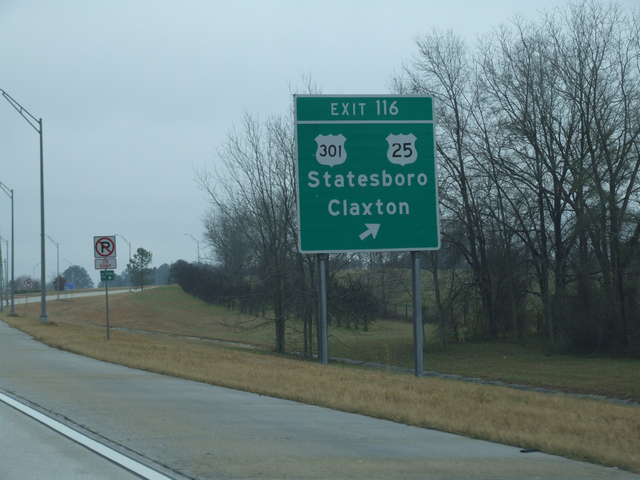 EXIT 116
301 25
Statesboro
Claxton
P